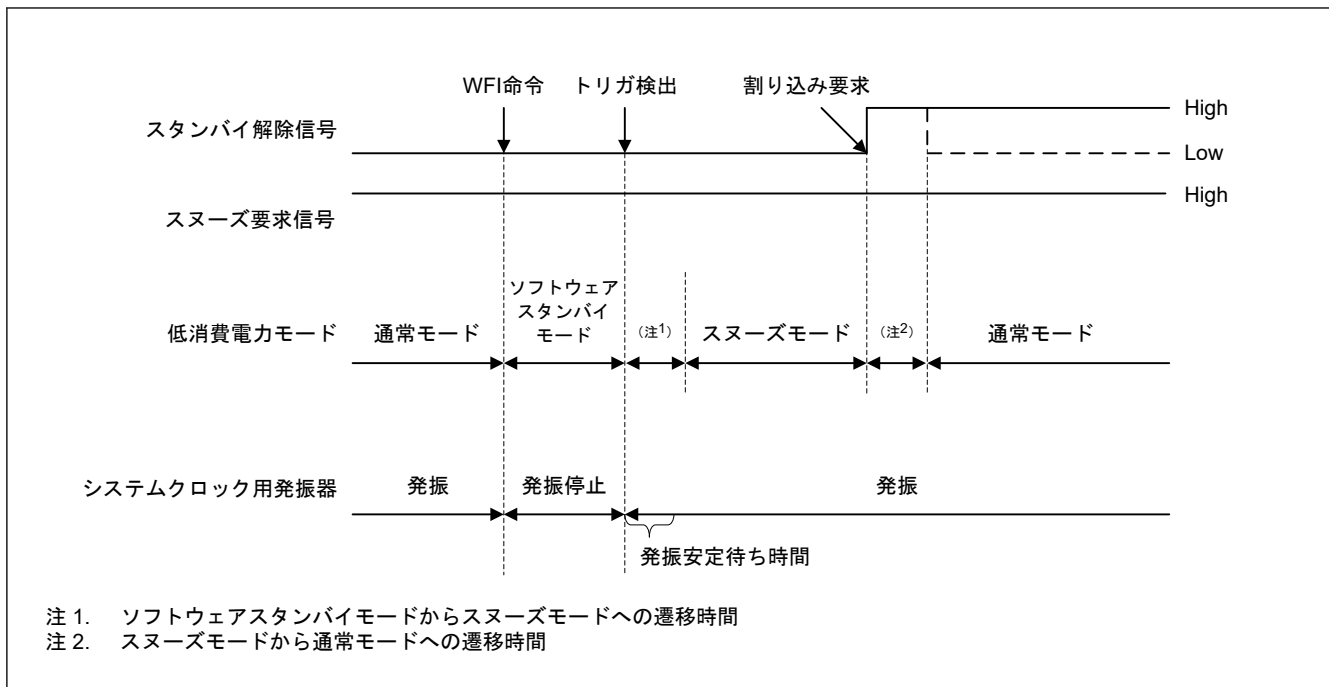 WFI命令 トリガ検出 割り込み要求
スタンバイ解除信号 High
Low
スヌーズ要求信号 High
低消費電力モード 通常モード ソフトウェア
スタンバイ
モード (注1) スヌーズモード (注2) 通常モード
システムクロック用発振器 発振 発振停止 発振
発振安定待ち時間
注 1. ソフトウェアスタンバイモードからスヌーズモードへの遷移時間
注 2. スヌーズモードから通常モードへの遷移時間